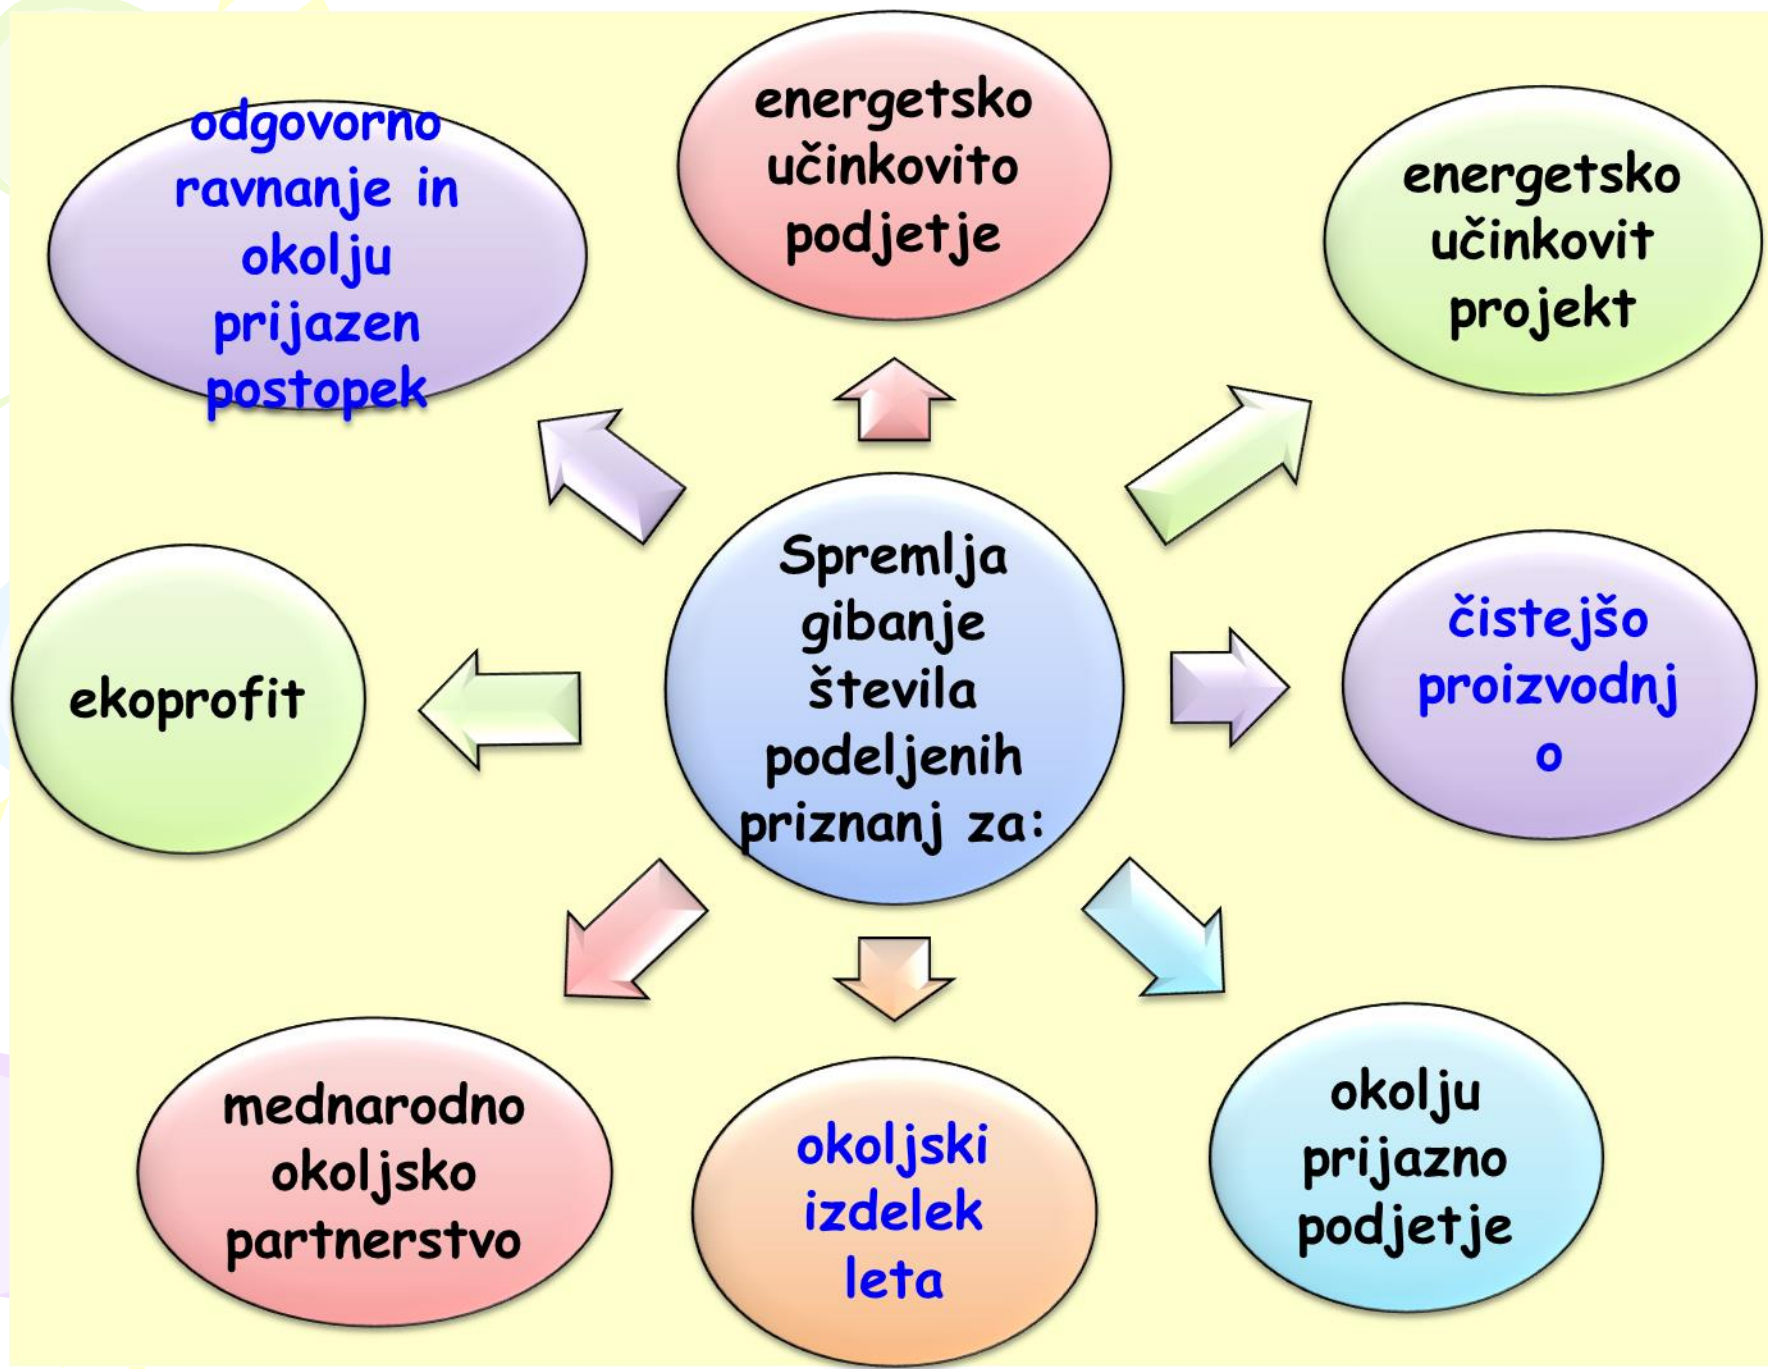 energetsko
učinkovito
podjetje
energetsko
učinkovit
projekt
čistejšo
proizvodnj
o
okolju
prijazno
podjetje
okoljski
izdelek
leta
mednarodno
okoljsko
partnerstvo
ekoprofit
odgovorno
ravnanje in
okolju
prijazen
postopek
Spremlja
gibanje
števila
podeljenih
priznanj za: